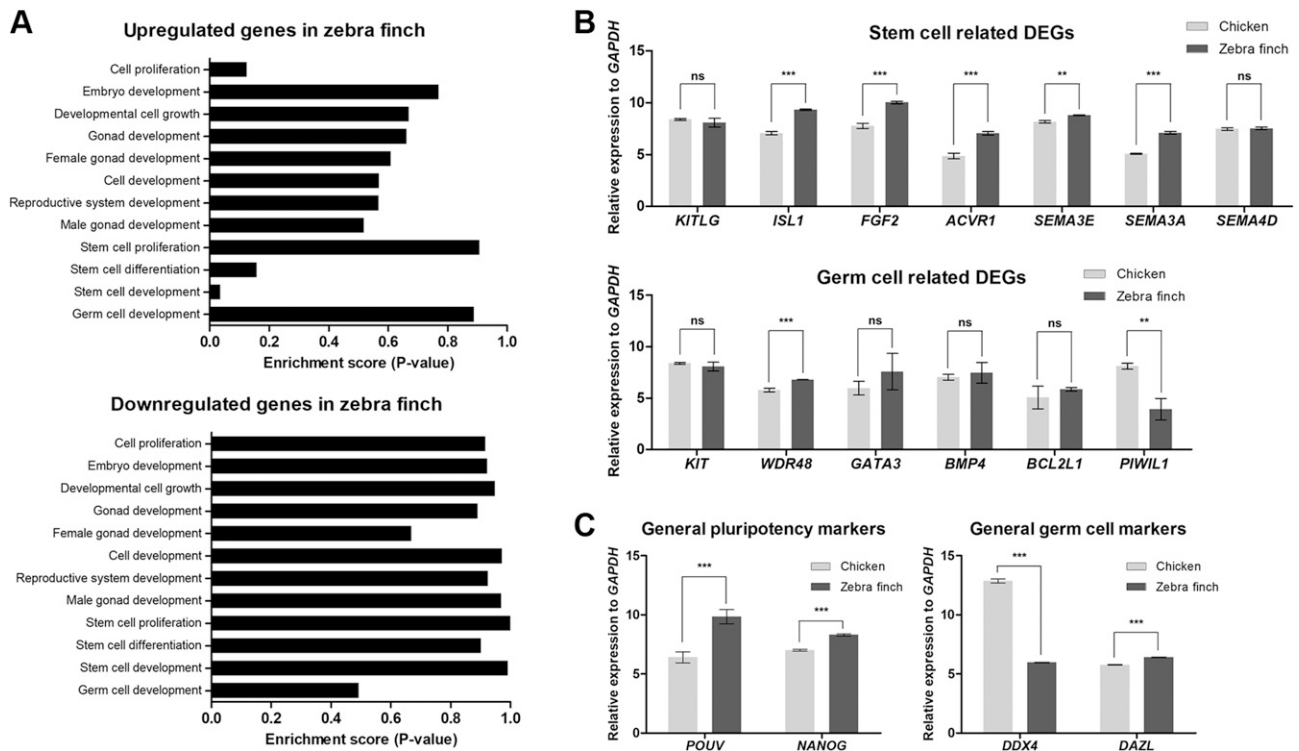 A
Upregulated genes in zebra finch
Cell proliferation
Embryo development
Developmental cell growth
Gonad development
Female gonad development
Cell development
Reproductive system development
Male gonad development
Stem cell proliferation
Stem cell differentiation
Stem cell development
Germ cell development
0.0 0.2 0.4 0.6 0.8 1.0
Enrichment score (P-value)
Downregulated genes in zebra finch
Cell proliferation
Embryo development
Developmental cell growth
Gonad development
Female gonad development
Cell development
Reproductive system development
Male gonad development
Stem cell proliferation
Stem cell differentiation
Stem cell development
Germ cell development
0.0 0.2 0.4 0.6 0.8 1.0
Enrichment score (P-value)
B
Stem cell related DEGs
Chicken
Zebra finch
Relative expression to GAPDH
15
10
5
0
ns *** *** *** ** *** ns
KITLG ISL1 FGF2 ACVR1 SEMA3E SEMA3A SEMA4D
Germ cell related DEGs
Chicken
Zebra finch
Relative expression to GAPDH
15
10
5
0
ns *** ns ns ns **
KIT WDR48 GATA3 BMP4 BCL2L1 PIWIL1
C
General pluripotency markers
Chicken
Zebra finch
Relative expression to GAPDH
15
10
5
0
*** ***
POUV NANOG
General germ cell markers
Chicken
Zebra finch
Relative expression to GAPDH
15
10
5
0
*** ***
DDX4 DAZL